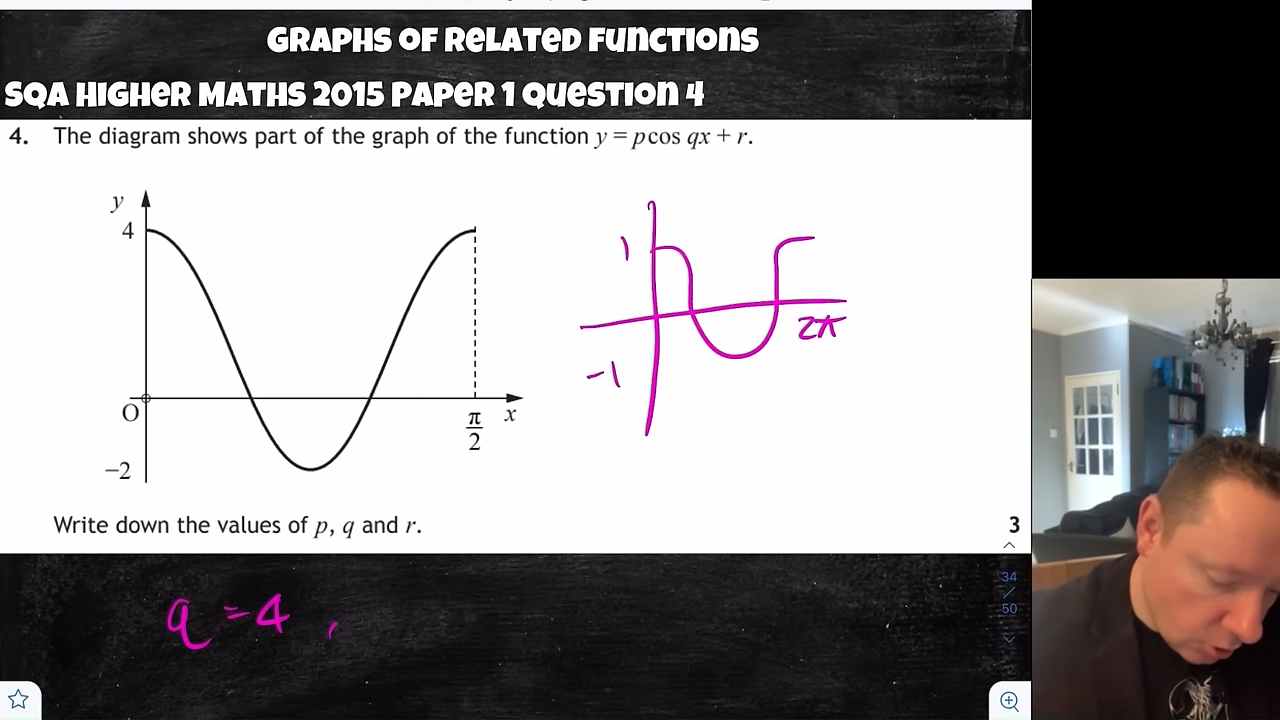 GRAPHS OF RELATED FUNCTIONS
SQA HIGHER MATHS 2015 PAPER 1 QUESTION 4
4. The diagram shows part of the graph of the function y = p cos qx + r.
y
4
O
π/2
x
−2
1
-1
2π
Write down the values of p, q and r.
3
34
/
50
q = 4 ,